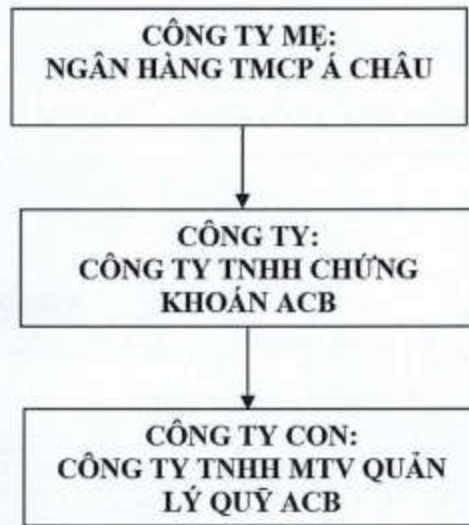 CÔNG TY MẸ:
NGÂN HÀNG TMCP Á CHÂU
CÔNG TY:
CÔNG TY TNHH CHỨNG
KHOÁN ACB
CÔNG TY CON:
CÔNG TY TNHH MTV QUẢN
LÝ QUỸ ACB